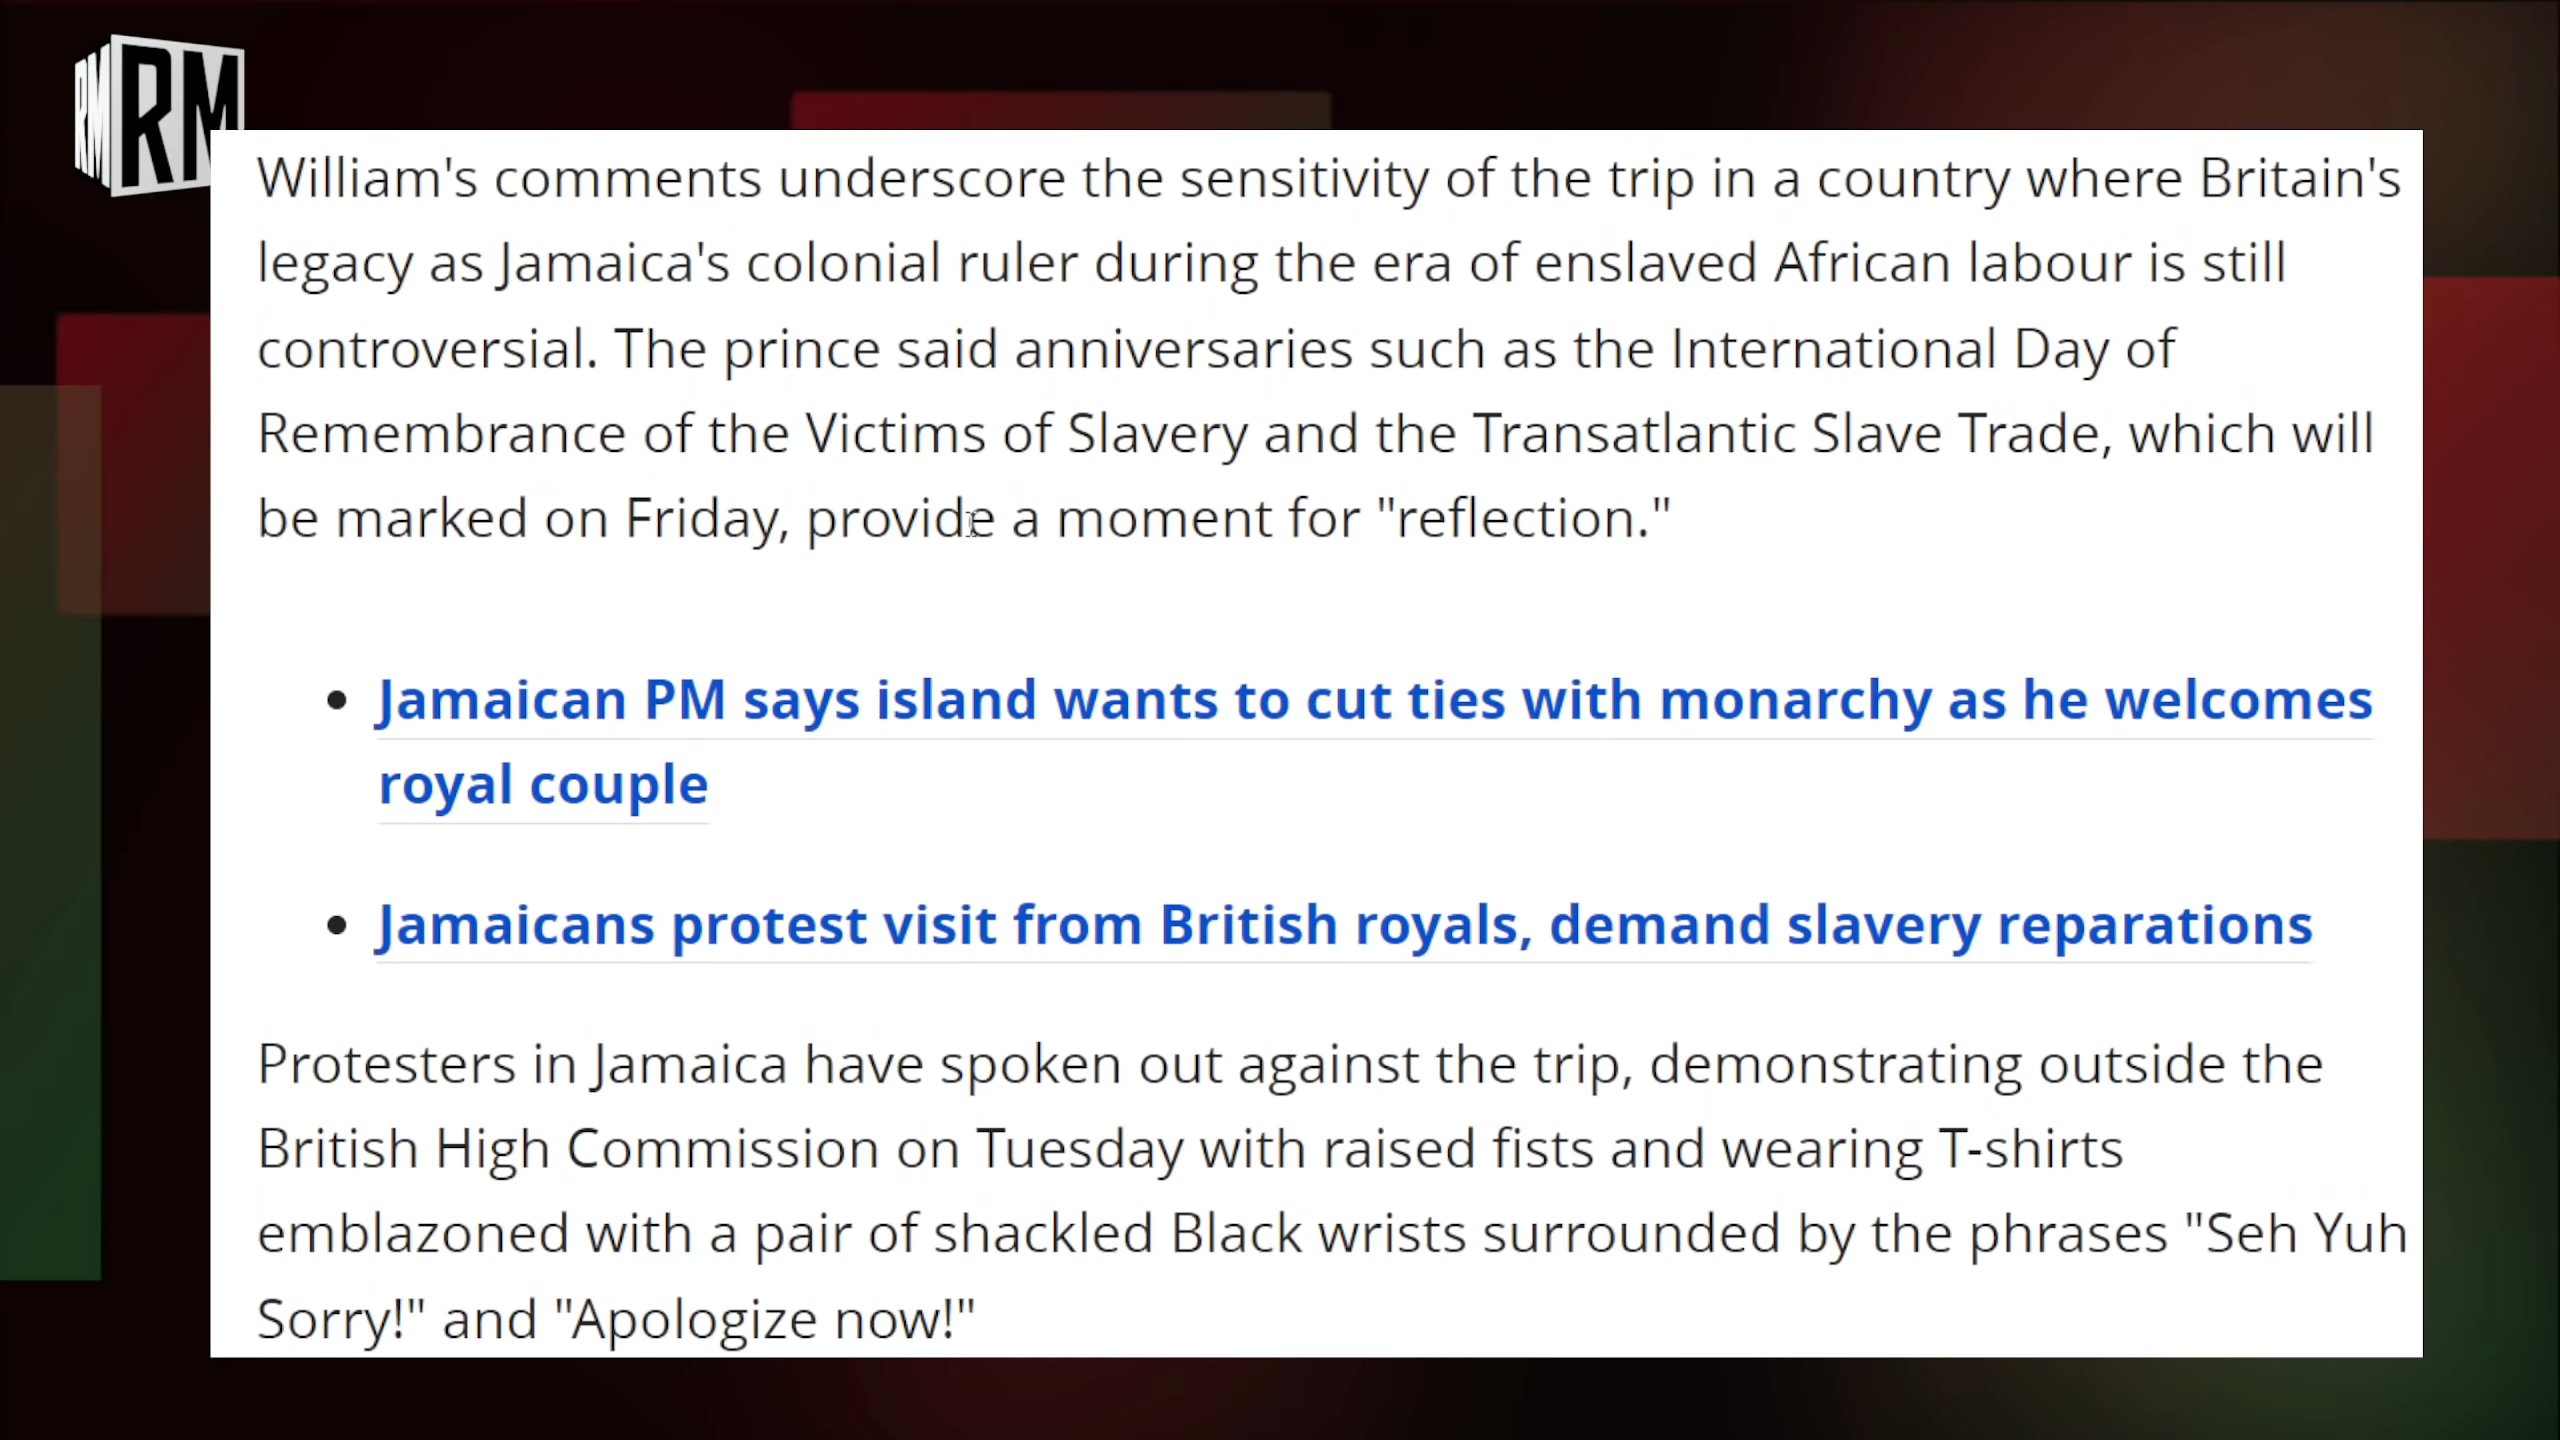 RM RM
William's comments underscore the sensitivity of the trip in a country where Britain's
legacy as Jamaica's colonial ruler during the era of enslaved African labour is still
controversial. The prince said anniversaries such as the International Day of
Remembrance of the Victims of Slavery and the Transatlantic Slave Trade, which will
be marked on Friday, provide a moment for "reflection."
• Jamaican PM says island wants to cut ties with monarchy as he welcomes
royal couple
• Jamaicans protest visit from British royals, demand slavery reparations
Protesters in Jamaica have spoken out against the trip, demonstrating outside the
British High Commission on Tuesday with raised fists and wearing T-shirts
emblazoned with a pair of shackled Black wrists surrounded by the phrases "Seh Yuh
Sorry!" and "Apologize now!"